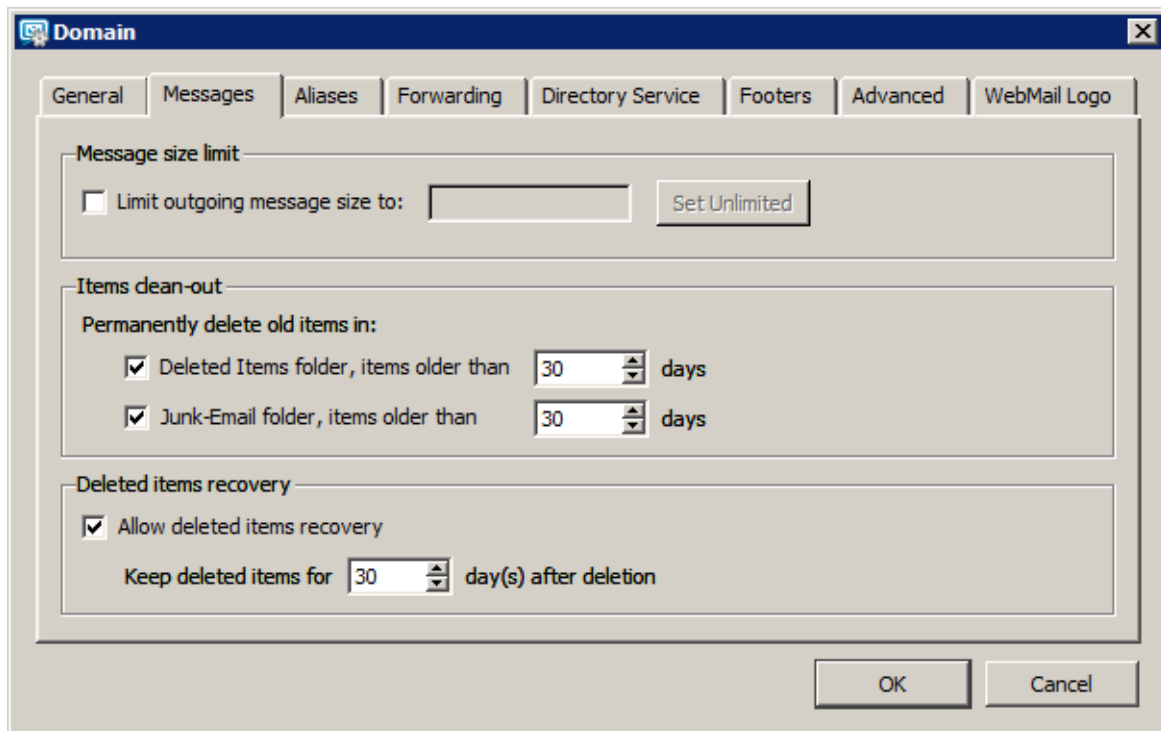 Domain
General Messages Aliases Forwarding Directory Service Footers Advanced WebMail Logo
Message size limit
Limit outgoing message size to: Set Unlimited
Items clean-out
Permanently delete old items in:
Deleted Items folder, items older than 30 days
Junk-Email folder, items older than 30 days
Deleted items recovery
Allow deleted items recovery
Keep deleted items for 30 day(s) after deletion
OK Cancel